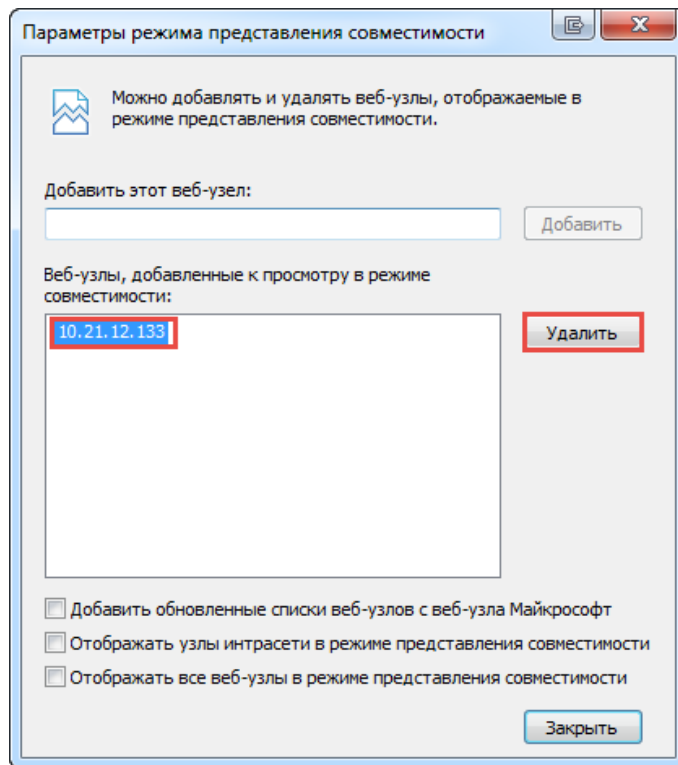 Параметры режима представления совместимости
Можно добавлять и удалять веб-узлы, отображаемые в
режиме представления совместимости.
Добавить этот веб-узел:
Добавить
Веб-узлы, добавленные к просмотру в режиме
совместимости:
10.21.12.133
Удалить
Добавить обновленные списки веб-узлов с веб-узла Майкрософт
Отображать узлы интрасети в режиме представления совместимости
Отображать все веб-узлы в режиме представления совместимости
Закрыть